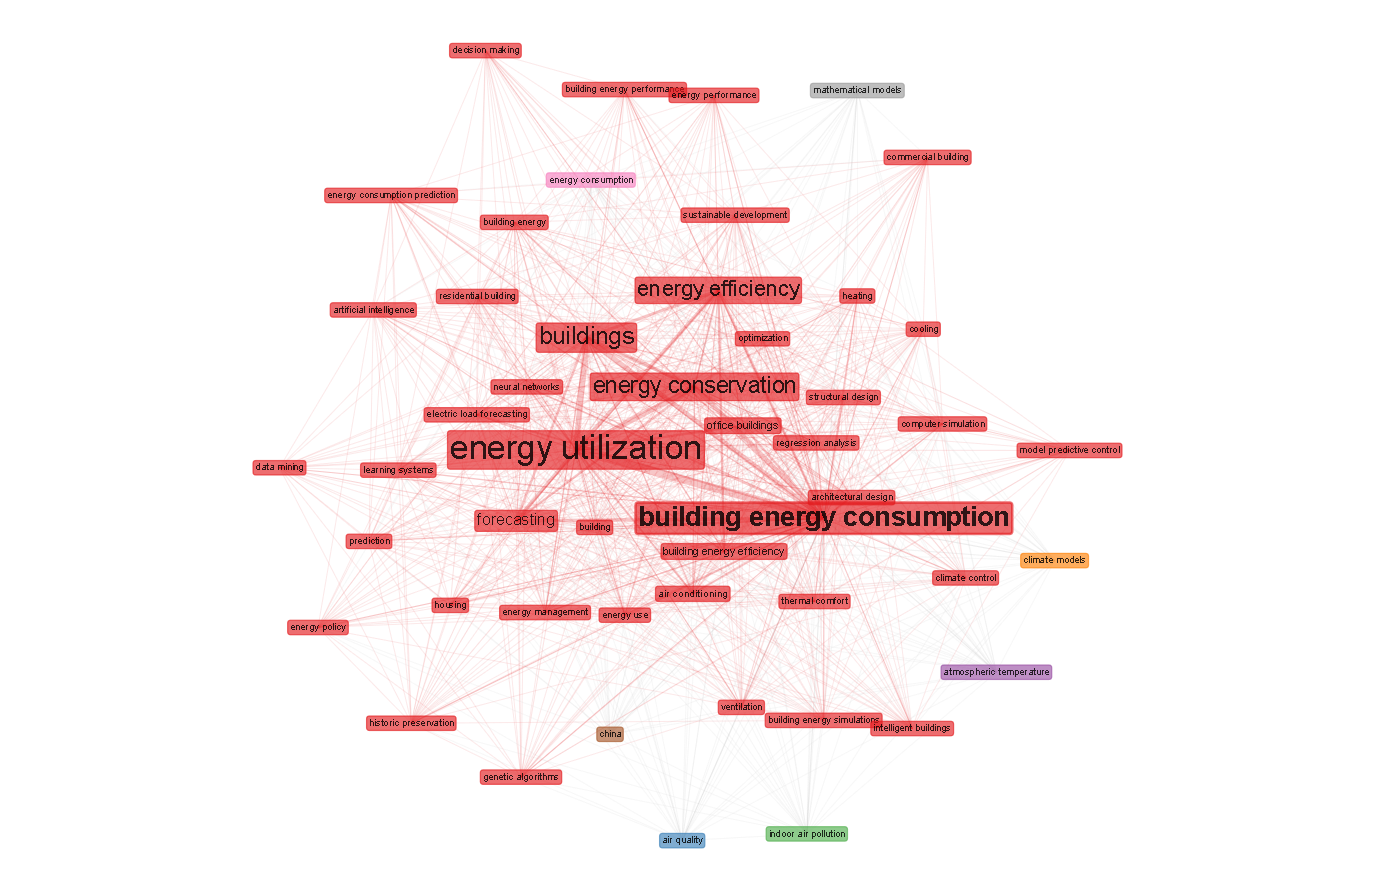 decision making
building energy performance
energy performance
mathematical models
commercial building
energy consumption
energy consumption prediction
building energy
sustainable development
energy efficiency
residential building
heating
artificial intelligence
buildings
cooling
optimization
energy conservation
neural networks
structural design
electric load forecasting
office buildings
computer simulation
regression analysis
energy utilization
model predictive control
data mining
learning systems
architectural design
building energy consumption
forecasting
building
prediction
building energy efficiency
climate models
climate control
air conditioning
thermal comfort
housing
energy management
energy use
energy policy
atmospheric temperature
ventilation
historic preservation
building energy simulations
intelligent buildings
china
genetic algorithms
indoor air pollution
air quality